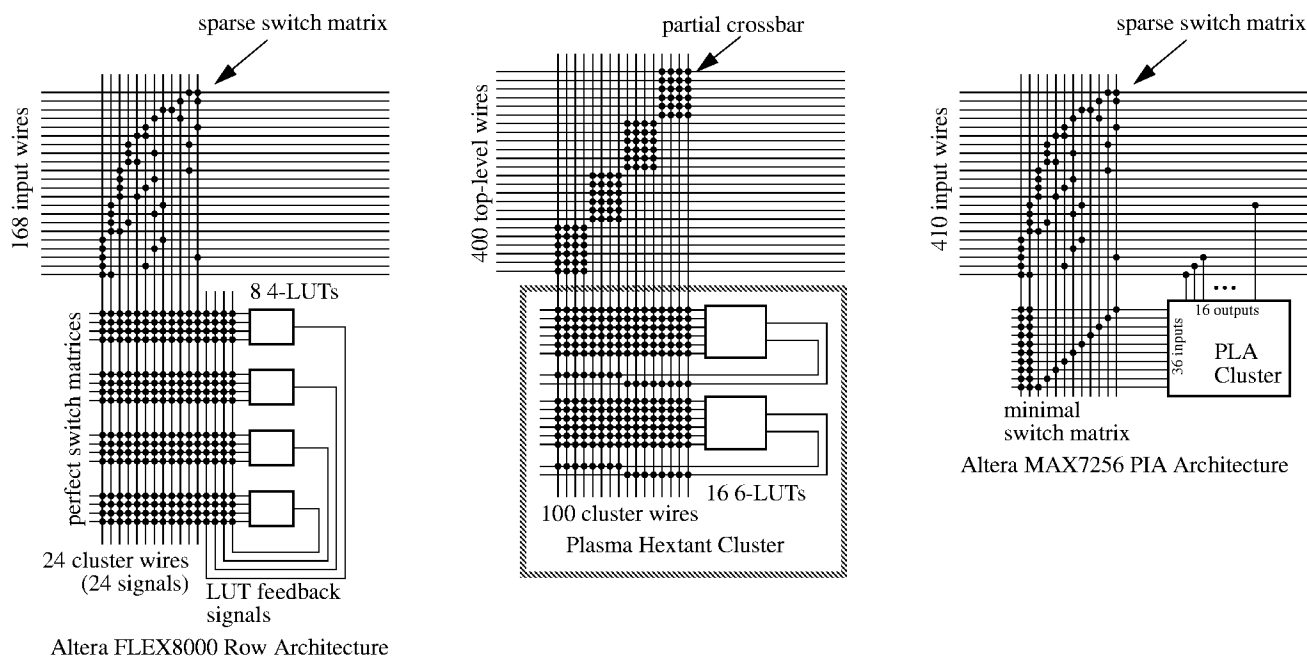 sparse switch matrix
168 input wires
8 4-LUTs
perfect switch matrices
24 cluster wires
(24 signals)
LUT feedback
signals
Altera FLEX8000 Row Architecture
partial crossbar
400 top-level wires
16 6-LUTs
100 cluster wires
Plasma Hextant Cluster
sparse switch matrix
410 input wires
16 outputs
36 inputs
PLA
Cluster
minimal
switch matrix
Altera MAX7256 PIA Architecture